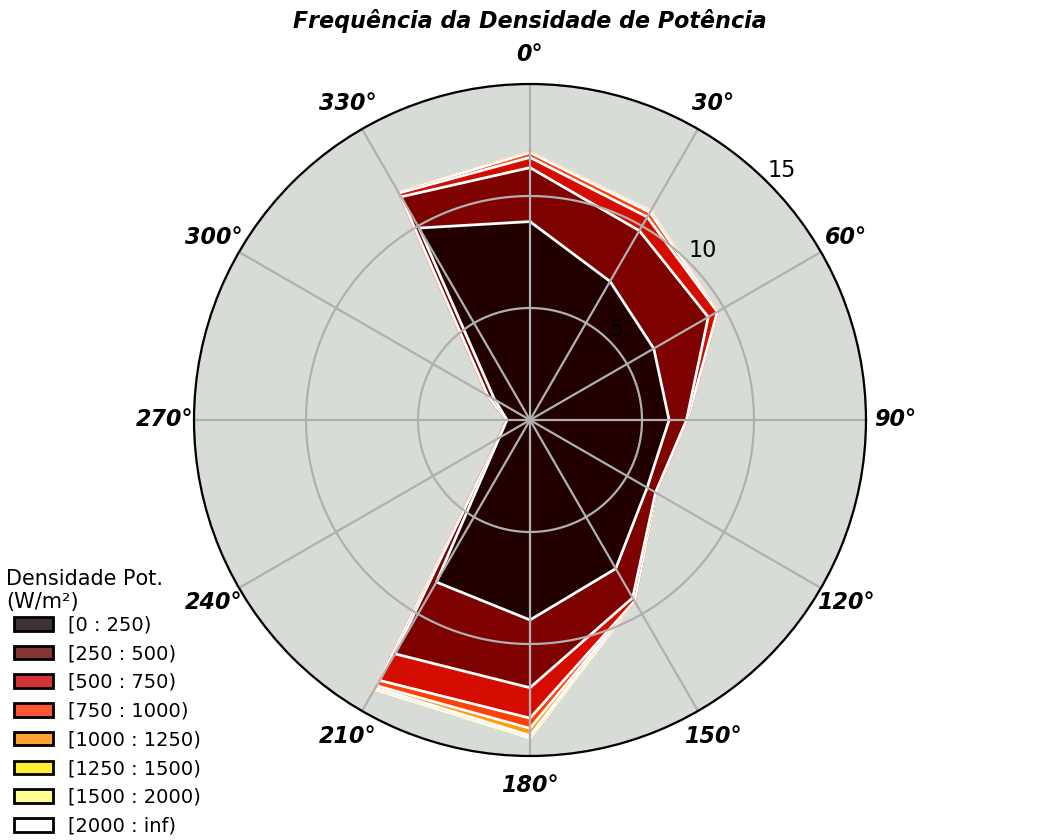 Frequência da Densidade de Potência
0°
30°
330°
15
60°
300°
10
5
90°
270°
120°
240°
150°
210°
180°
Densidade Pot.
(W/m²)
[0 : 250)
[250 : 500)
[500 : 750)
[750 : 1000)
[1000 : 1250)
[1250 : 1500)
[1500 : 2000)
[2000 : inf)